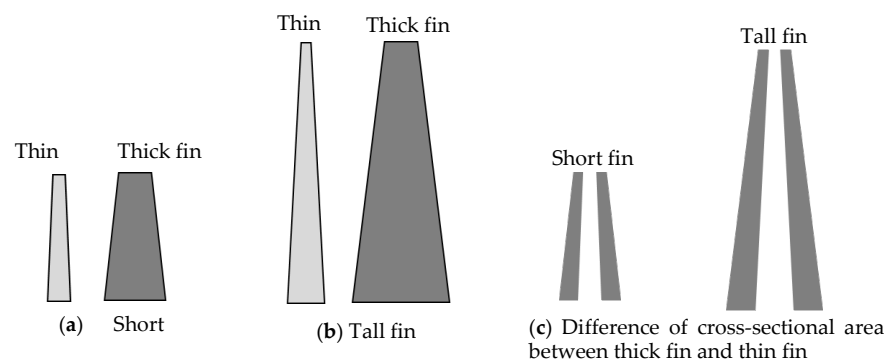 Thin
Thick fin
(a) Short
Thin
Thick fin
(b) Tall fin
Short fin
Tall fin
(c) Difference of cross-sectional area
between thick fin and thin fin